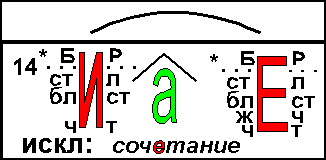 * Б Р * Б Р
14 ст И л а ст Е л
бл ст бл ст
ж ч
ч т ч т
искл: сочетание